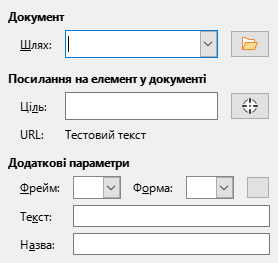 Документ
Шлях:
Посилання на елемент у документі
Ціль:
URL: Тестовий текст
Додаткові параметри
Фрейм: Форма:
Текст:
Назва: